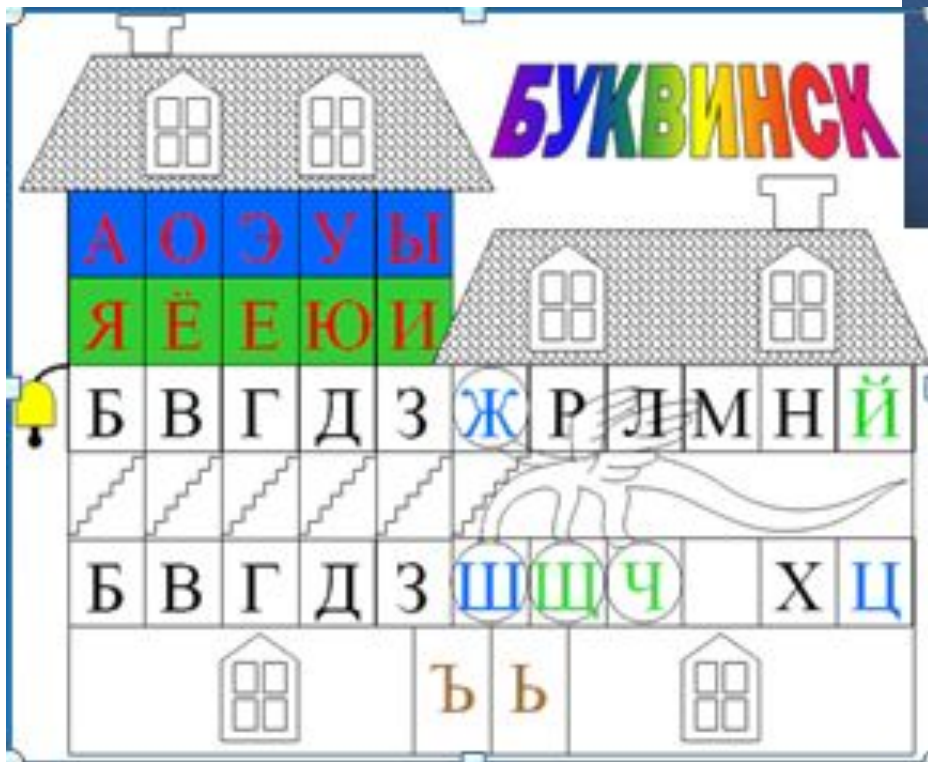 БУКВИНСК
А О Э У Ы
Я Ё Е Ю И
Б В Г Д З Ж Р Л М Н Й
Б В Г Д З Ш Щ Ч Х Ц
Ъ Ь